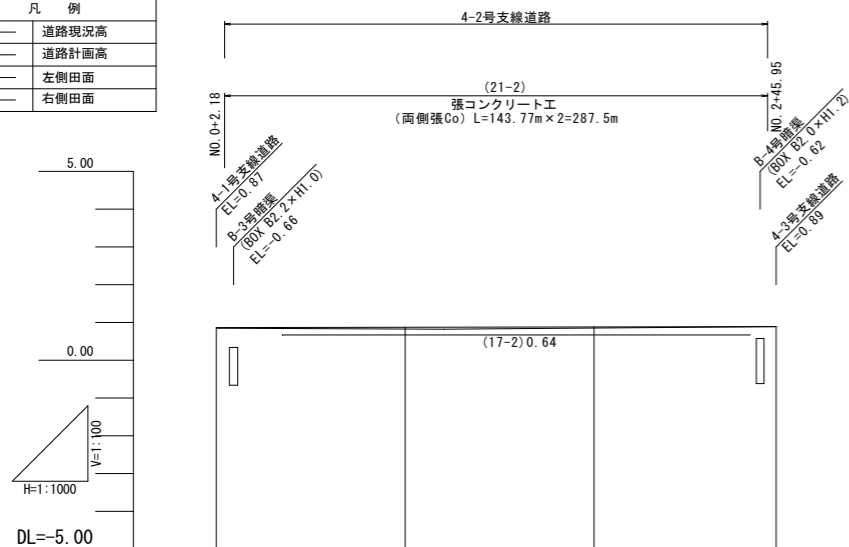 凡　例
道路現況高
道路計画高
左側田面
右側田面
4-2号支線道路
(21-2)
張コンクリート工
(両側張Co) L=143.77m×2=287.5m
NO.0+2.18
NO.2+45.95
4-1号支線道路
EL=0.87
B-3号暗渠
(BOX B2.2×H1.0)
EL=-0.66
B-4号暗渠
(BOX B2.0×H1.2)
EL=-0.62
4-3号支線道路
EL=0.89
5.00
0.00
(17-2)0.64
V=1:100
H=1:1000
DL=-5.00